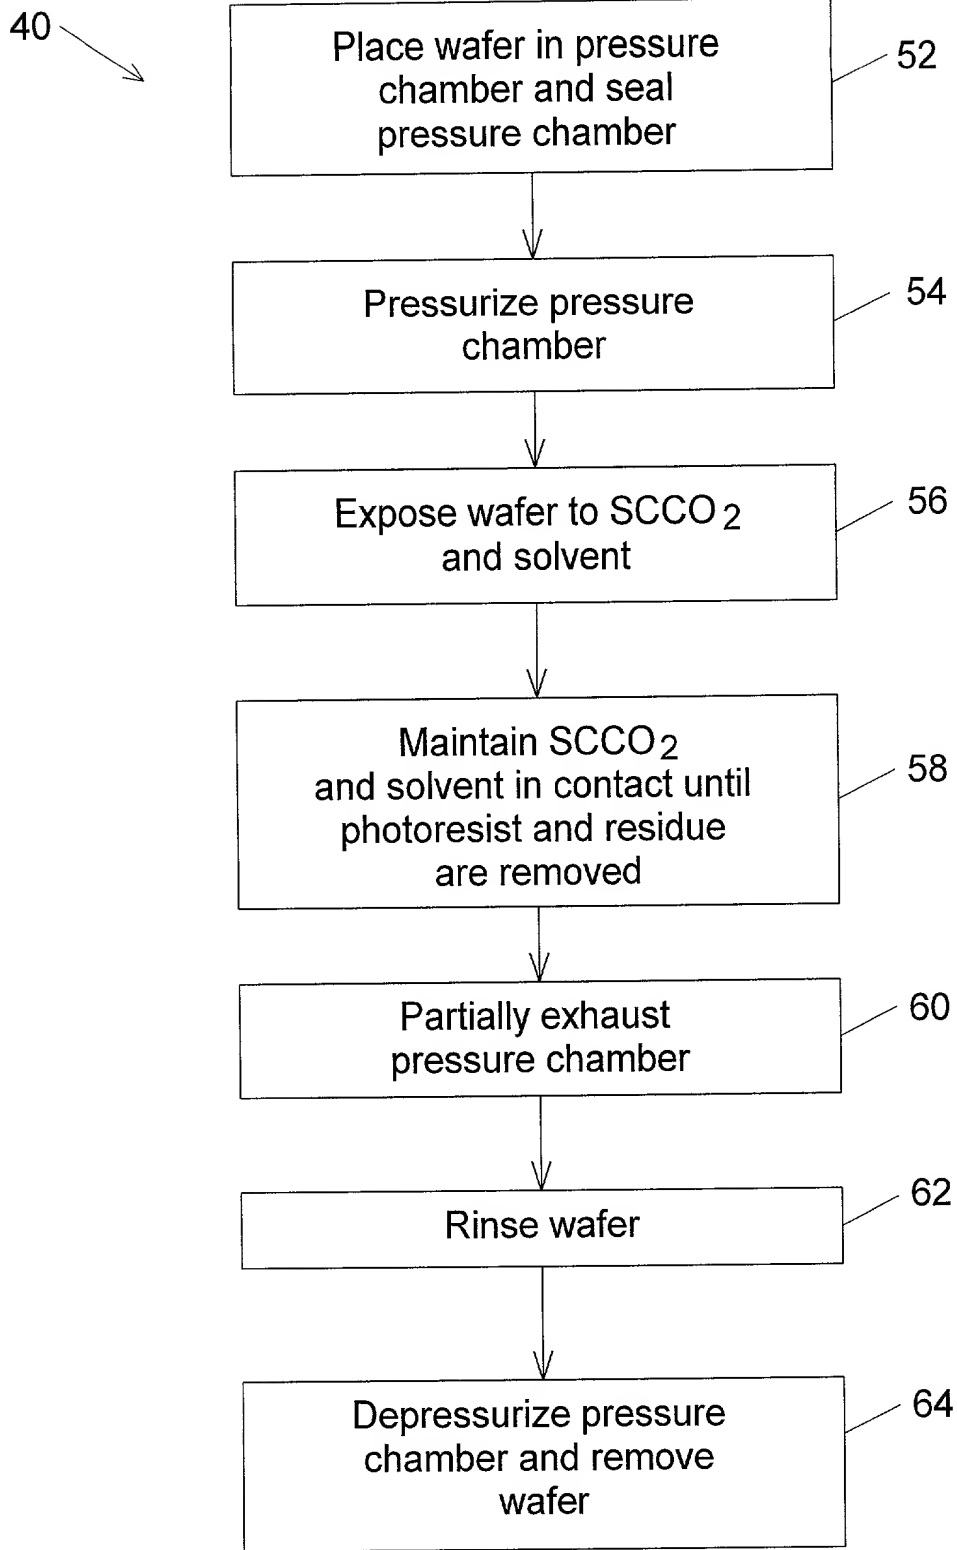 40
Place wafer in pressure
chamber and seal
pressure chamber
52
Pressurize pressure
chamber
54
Expose wafer to SCCO2
and solvent
56
Maintain SCCO2
and solvent in contact until
photoresist and residue
are removed
58
Partially exhaust
pressure chamber
60
Rinse wafer
62
Depressurize pressure
chamber and remove
wafer
64